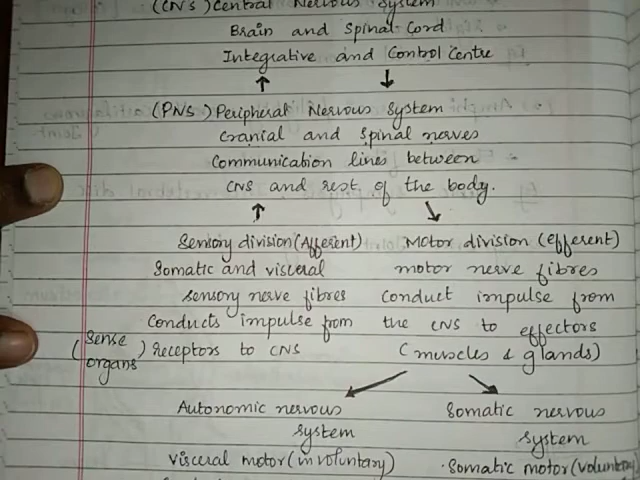 (CNS) Central Nervous System
Brain and Spinal Cord
Integrative and Control Centre
↑ ↓
(PNS) Peripheral Nervous System
Cranial and Spinal nerves
Communication lines between
CNS and rest of the body.
↑ ↓
Sensory division (Afferent) Motor division (efferent)
Somatic and visceral motor nerve fibres
sensory nerve fibres conduct impulse from
conducts impulse from the CNS to effectors
(Sense organs) receptors to CNS (muscles & glands)
Autonomic nervous Somatic nervous
system system
visceral motor (involuntary) . Somatic motor (voluntary)